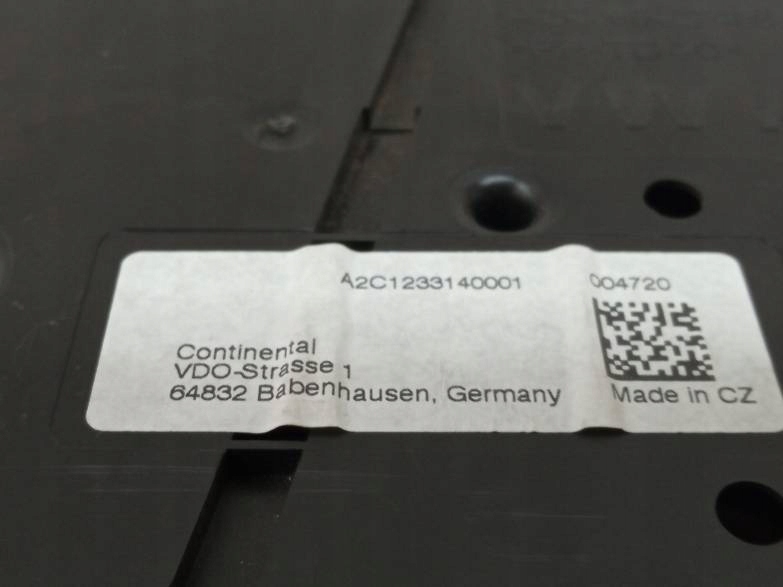 A2C1233140001 004720
Continental
VDO-Strasse 1
64832 Babenhausen, Germany
Made in CZ